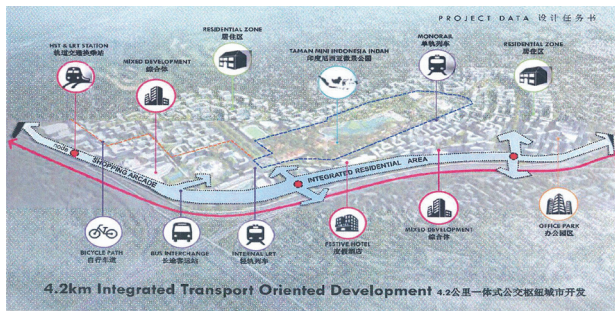 PROJECT DATA 设计任务书
RESIDENTIAL ZONE
居住区
HST & LRT STATION
轨道交通换乘站
MIXED DEVELOPMENT
综合体
TAMAN MINI INDONESIA INDAH
印度尼西亚微景公园
MONORAIL
单轨列车
RESIDENTIAL ZONE
居住区
node
SHOPPING ARCADE
INTEGRATED RESIDENTIAL AREA
BICYCLE PATH
自行车道
BUS INTERCHANGE
长途客运站
INTERNAL LRT
轻轨列车
FESTIVE HOTEL
度假酒店
MIXED DEVELOPMENT
综合体
OFFICE PARK
办公园区
4.2km Integrated Transport Oriented Development 4.2公里一体式公交枢纽城市开发